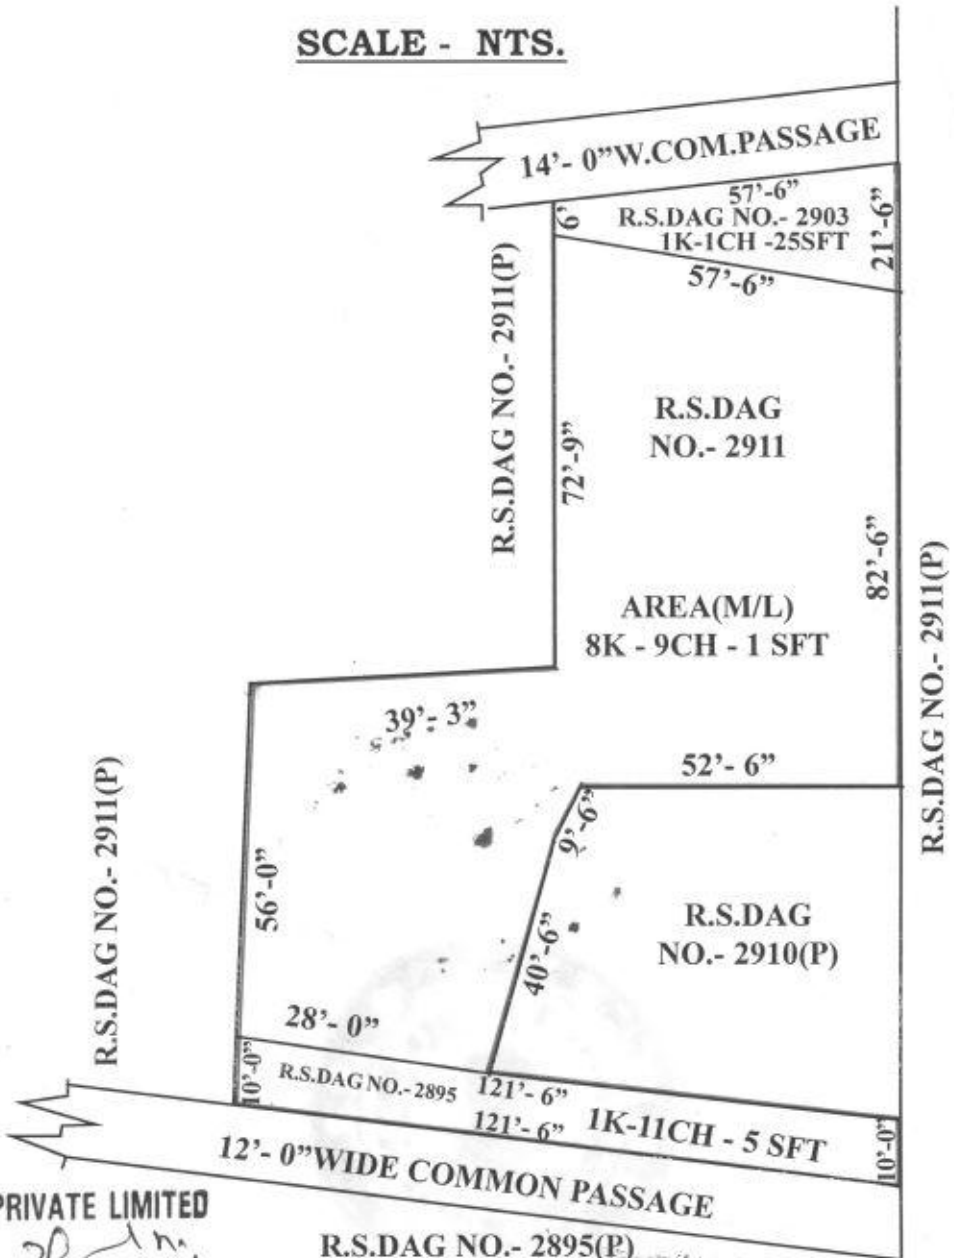 SCALE - NTS.
14'- 0"W.COM.PASSAGE
57'-6"
6'
R.S.DAG NO.- 2903
1K-1CH -25SFT
21'-6"
57'-6"
R.S.DAG NO.- 2911(P)
R.S.DAG
NO.- 2911
72'-9"
82'-6"
AREA(M/L)
8K - 9CH - 1 SFT
R.S.DAG NO.- 2911(P)
39'- 3"
52'- 6"
R.S.DAG NO.- 2911(P)
9'-6"
56'-0"
R.S.DAG
NO.- 2910(P)
40'-6"
28'- 0"
10'-0"
R.S.DAG NO.- 2895
121'- 6"
121'- 6"
1K-11CH - 5 SFT
10'-0"
12'- 0"WIDE COMMON PASSAGE
PRIVATE LIMITED
R.S.DAG NO.- 2895(P)